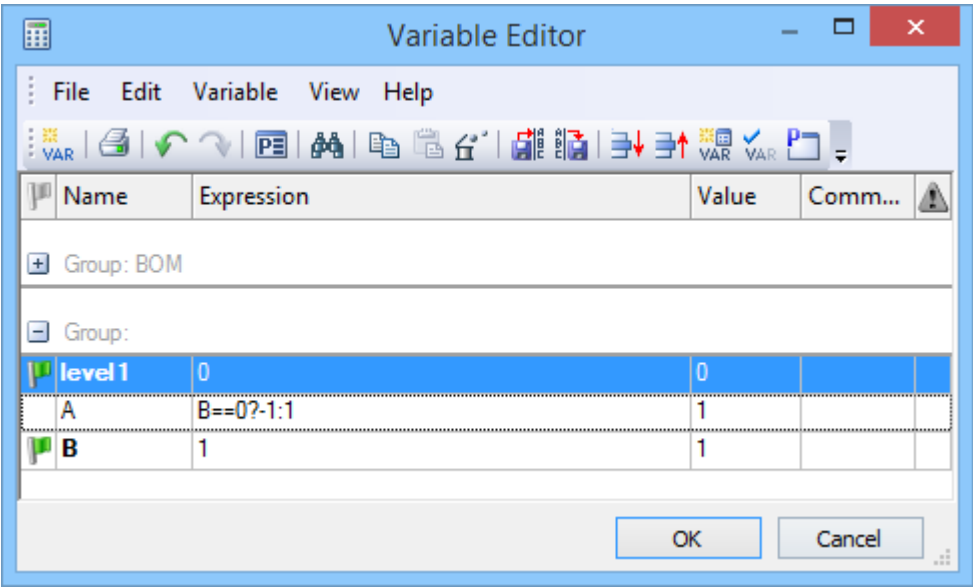 Variable Editor
File Edit Variable View Help
VAR PE VAR VAR P
Name Expression Value Comm...
Group: BOM
Group:
level1 0 0
A B==0?-1:1 1
B 1 1
OK Cancel